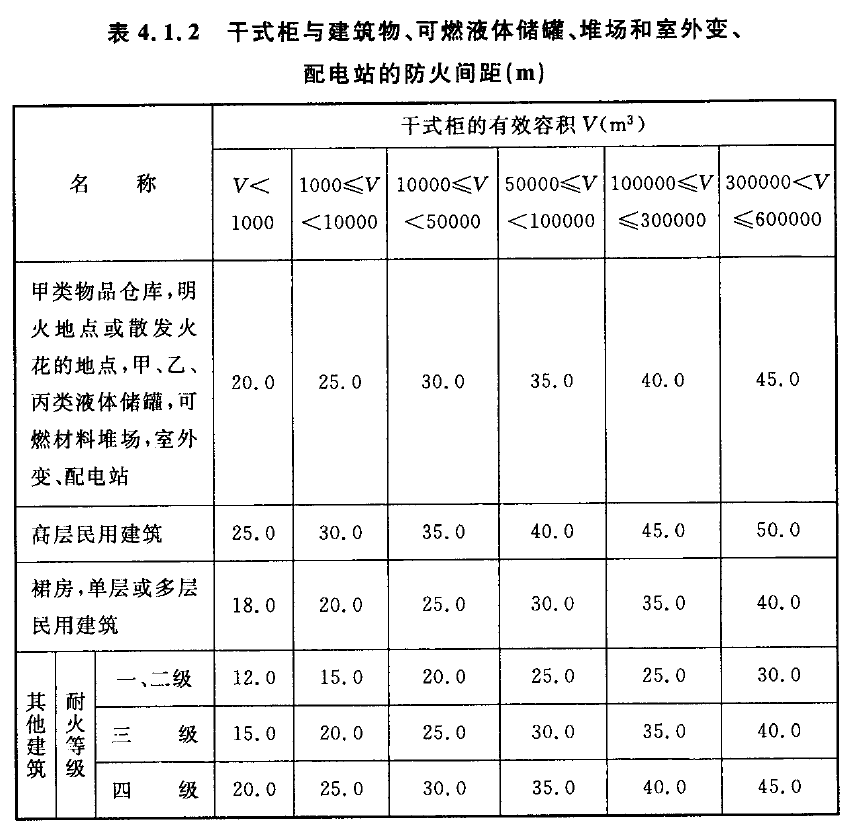 表4.1.2 干式柜与建筑物、可燃液体储罐、堆场和室外变、
配电站的防火间距(m)
名 称
干式柜的有效容积V(m³)
V<
1000
1000≤V
<10000
10000≤V
<50000
50000≤V
<100000
100000≤V
≤300000
300000<V
≤600000
甲类物品仓库,明
火地点或散发火
花的地点,甲、乙、
丙类液体储罐,可
燃材料堆场,室外
变、配电站
20.0 25.0 30.0 35.0 40.0 45.0
高层民用建筑 25.0 30.0 35.0 40.0 45.0 50.0
裙房,单层或多层
民用建筑
18.0 20.0 25.0 30.0 35.0 40.0
其他建筑
耐火等级
一、二级 12.0 15.0 20.0 25.0 25.0 30.0
三 级 15.0 20.0 25.0 30.0 35.0 40.0
四 级 20.0 25.0 30.0 35.0 40.0 45.0